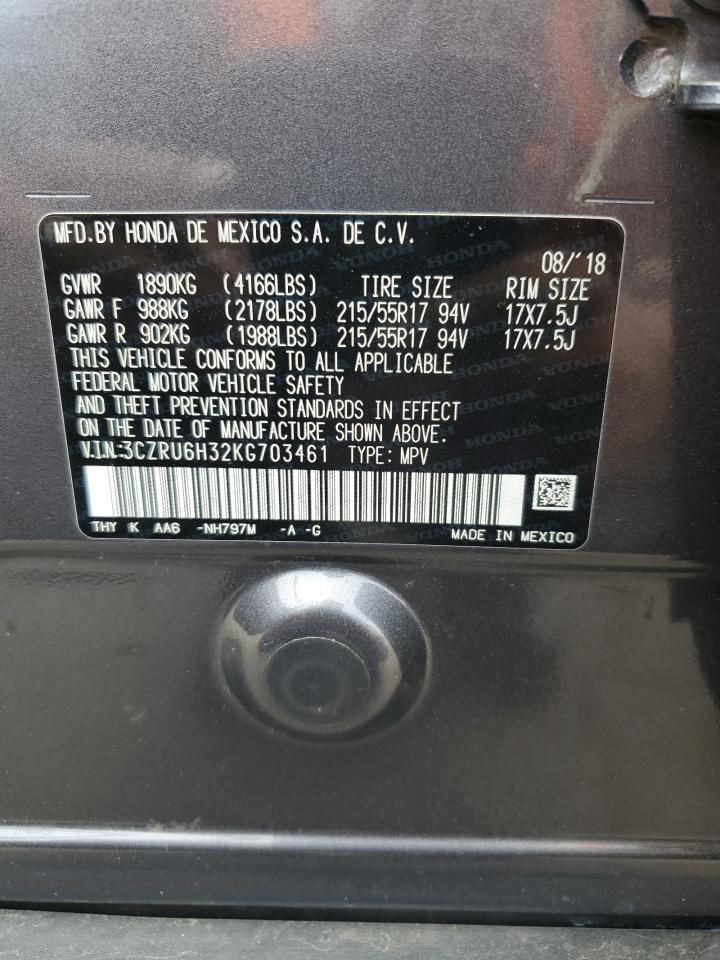 MFD.BY HONDA DE MEXICO S.A. DE C.V.
08/'18
GVWR 1890KG (4166LBS) TIRE SIZE RIM SIZE
GAWR F 988KG (2178LBS) 215/55R17 94V 17X7.5J
GAWR R 902KG (1988LBS) 215/55R17 94V 17X7.5J
THIS VEHICLE CONFORMS TO ALL APPLICABLE
FEDERAL MOTOR VEHICLE SAFETY
AND THEFT PREVENTION STANDARDS IN EFFECT
ON THE DATE OF MANUFACTURE SHOWN ABOVE.
V.I.N:3CZRU6H32KG703461 TYPE: MPV
THY K AA6 -NH797M -A -G MADE IN MEXICO